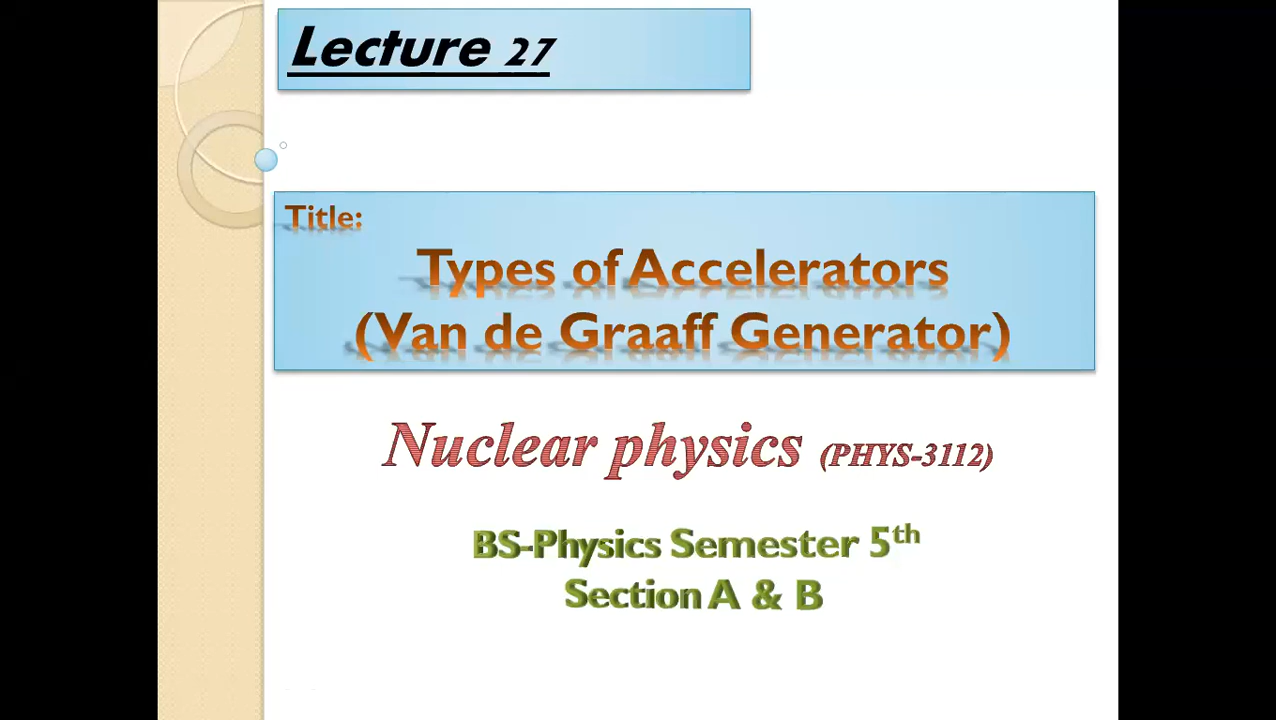 Lecture 27
Title:
Types of Accelerators
(Van de Graaff Generator)
Nuclear physics (PHYS-3112)
BS-Physics Semester 5th
Section A & B